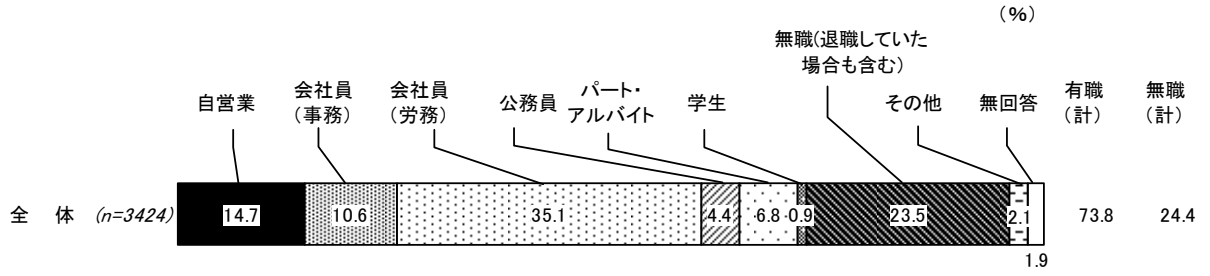 (%)
無職(退職していた
場合も含む)
自営業
会社員
(事務)
会社員
(労務)
公務員
パート・
アルバイト
学生
その他
無回答
有職
(計)
無職
(計)
全 体 (n=3424)
14.7
10.6
35.1
4.4
6.8
0.9
23.5
2.1
1.9
73.8
24.4